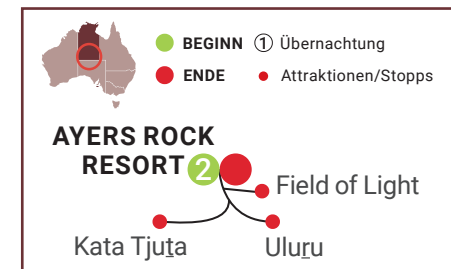 BEGINN ① Übernachtung
ENDE Attraktionen/Stopps
AYERS ROCK
RESORT 2
Field of Light
Kata Tjuṯa Uluṟu